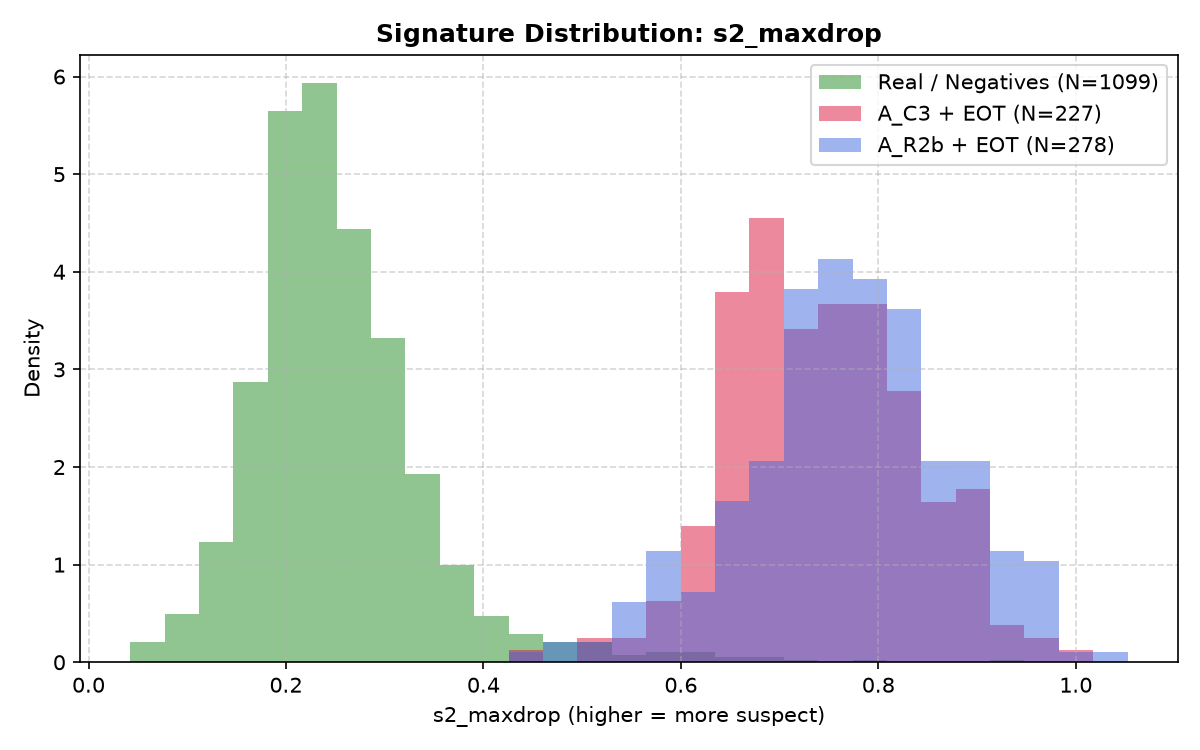 Signature Distribution: s2_maxdrop
Real / Negatives (N=1099)
A_C3 + EOT (N=227)
A_R2b + EOT (N=278)
Density
6
5
4
3
2
1
0
0.0 0.2 0.4 0.6 0.8 1.0
s2_maxdrop (higher = more suspect)